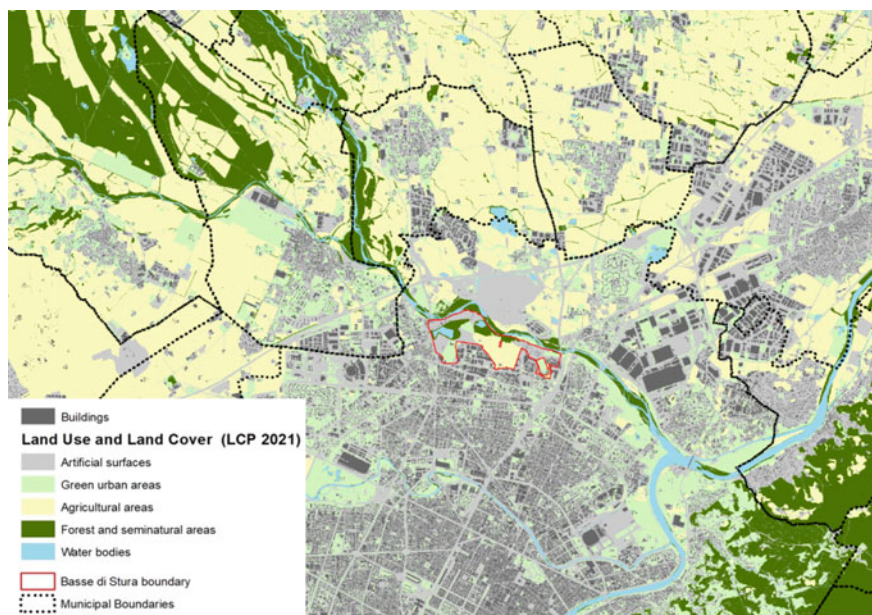 Buildings
Land Use and Land Cover (LCP 2021)
Artificial surfaces
Green urban areas
Agricultural areas
Forest and seminatural areas
Water bodies
Basse di Stura boundary
Municipal Boundaries